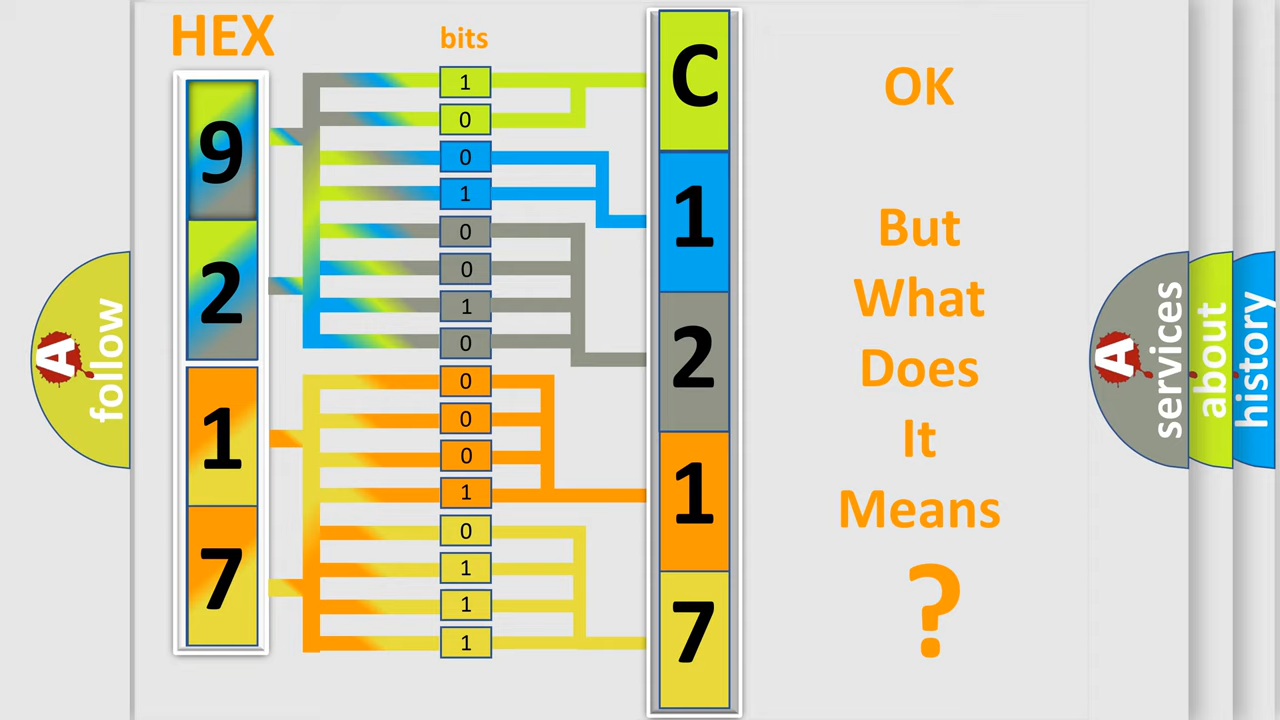 HEX
bits
9
2
1
7
1
0
0
1
0
0
1
0
0
0
0
1
0
1
1
1
C
1
2
1
7
OK
But
What
Does
It
Means
?
A
follow
A
services
about
history